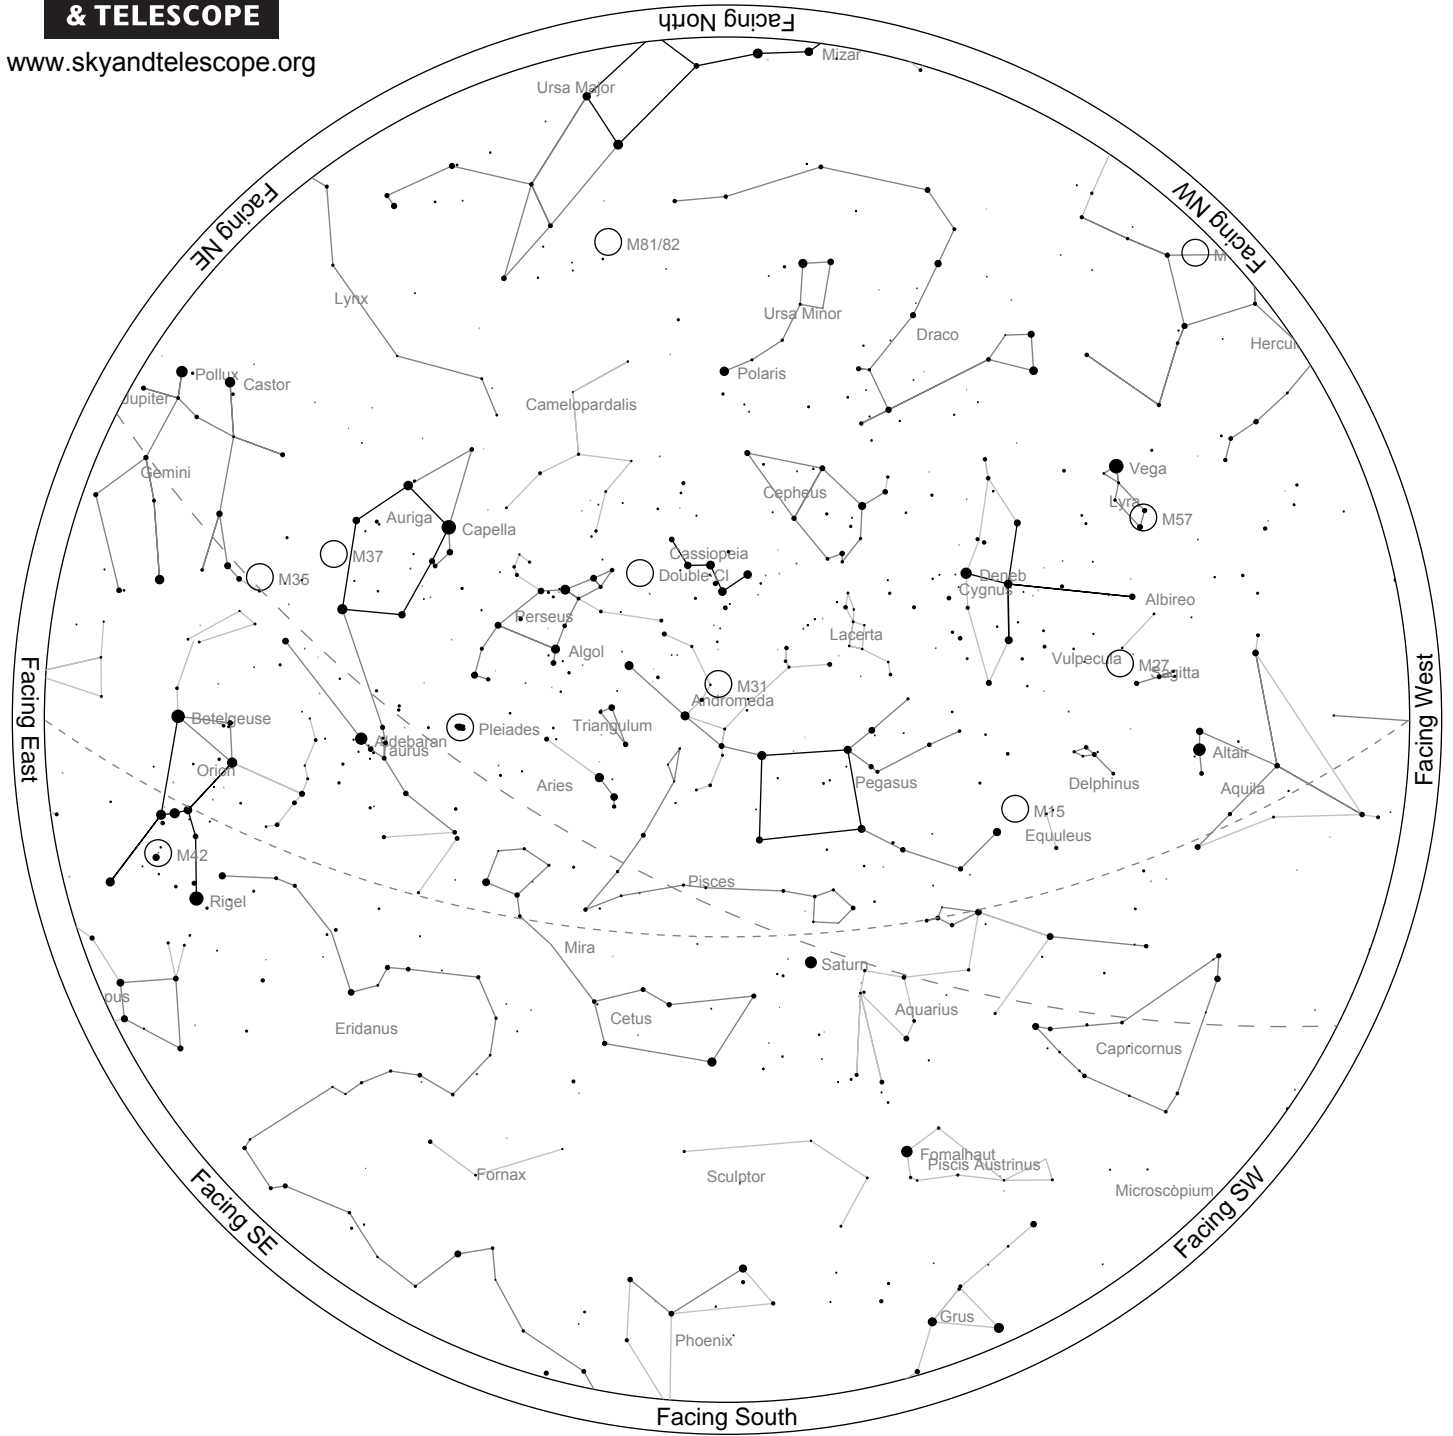 & TELESCOPE
www.skyandtelescope.org
Facing North
Mizar
Ursa Major
Facing NE
Facing NW
M81/82
M
Lynx
Ursa Minor
Draco
Hercul
Pollux
Castor
Jupiter
Polaris
Camelopardalis
Gemini
Vega
Cepheus
Lyra
Auriga
Capella
M57
M37
Cassiopeia
M35
Double Cl
Deneb
Cygnus
Albireo
Perseus
Lacerta
Algol
Vulpecula
M27
Sagitta
M31
Andromeda
Facing East
Facing West
Betelgeuse
Pleiades
Triangulum
Aldebaran
Taurus
Altair
Orion
Aries
Pegasus
Delphinus
Aquila
M15
Equuleus
M42
Pisces
Rigel
Mira
Saturn
pus
Cetus
Aquarius
Eridanus
Capricornus
Fornax
Sculptor
Fomalhaut
Piscis Austrinus
Microscopium
Facing SE
Facing SW
Grus
Phoenix
Facing South